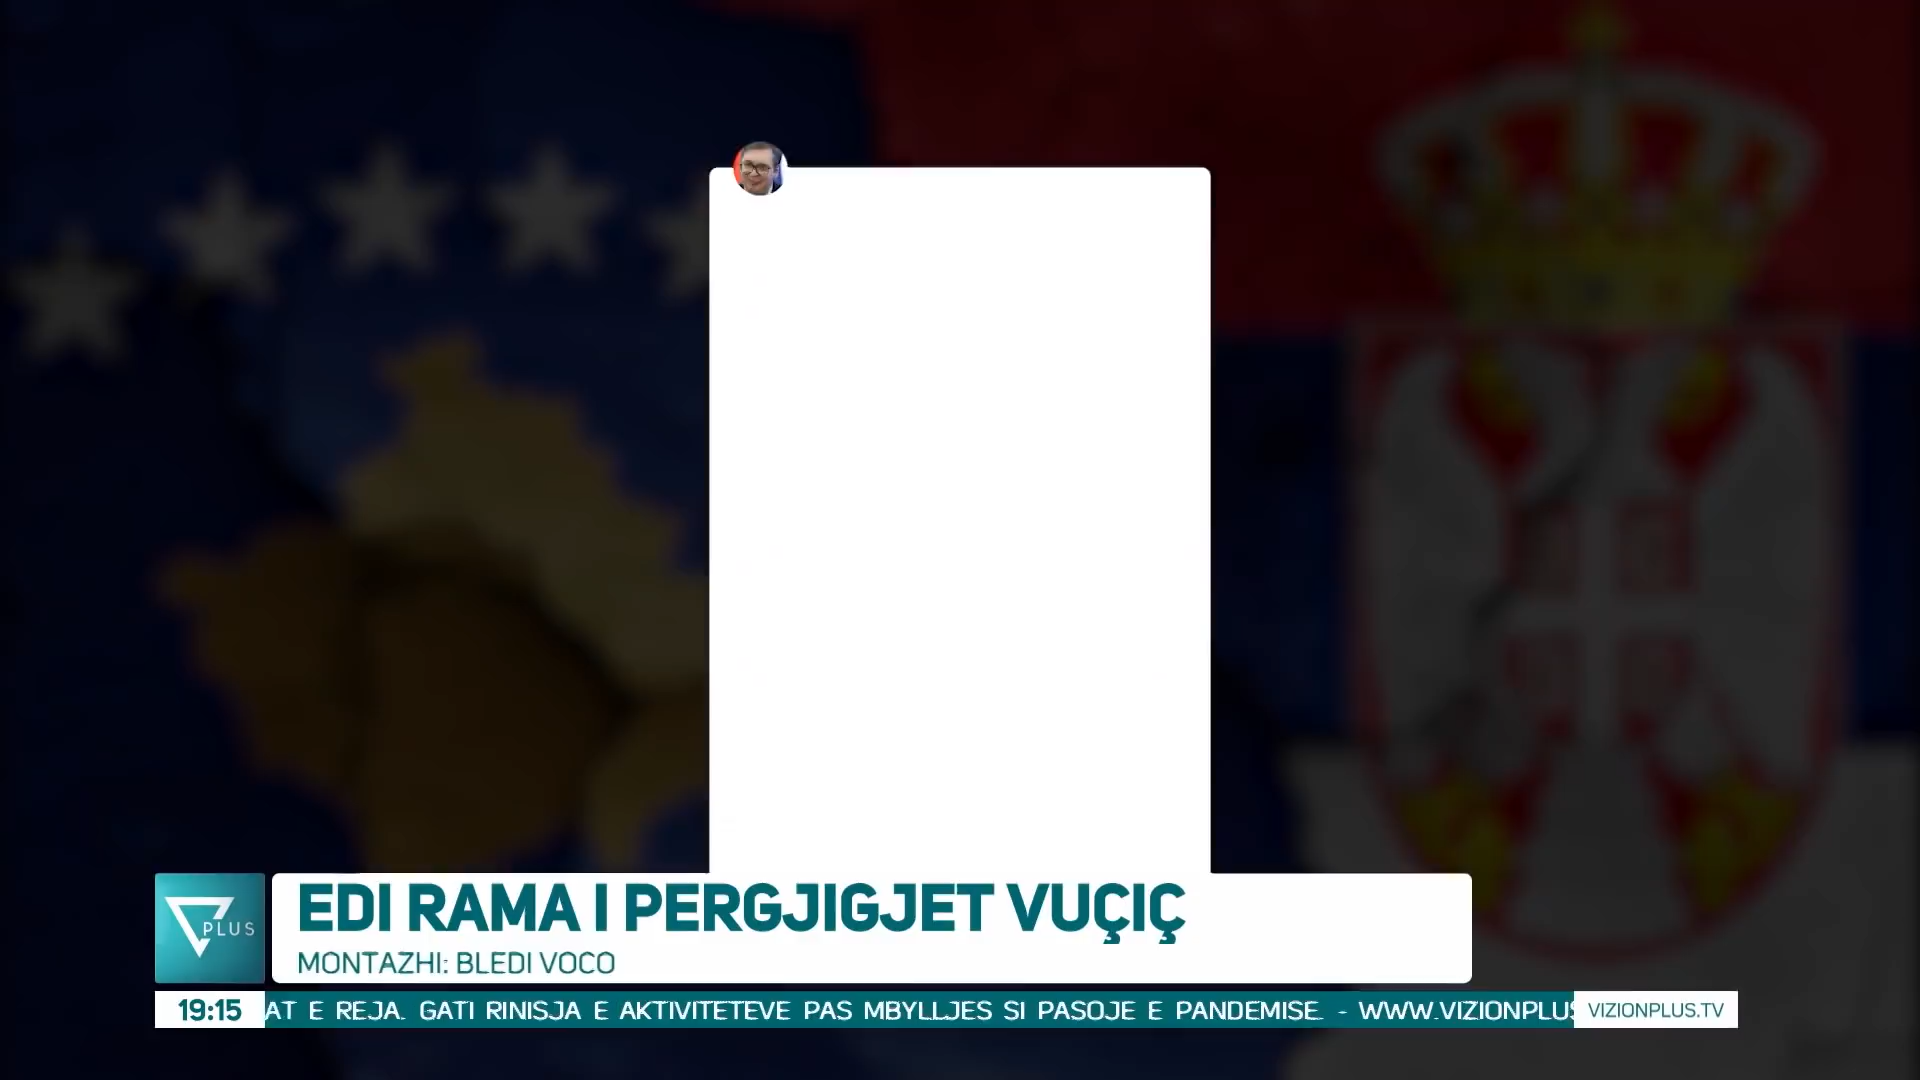 EDI RAMA I PERGJIGJET VUÇIÇ
PLUS
MONTAZHI: BLEDI VOCO
19:15 AT E REJA. GATI RINISJA E AKTIVITETEVE PAS MBYLLJES SI PASOJE E PANDEMISE. - WWW.VIZIONPLUS VIZIONPLUS.TV